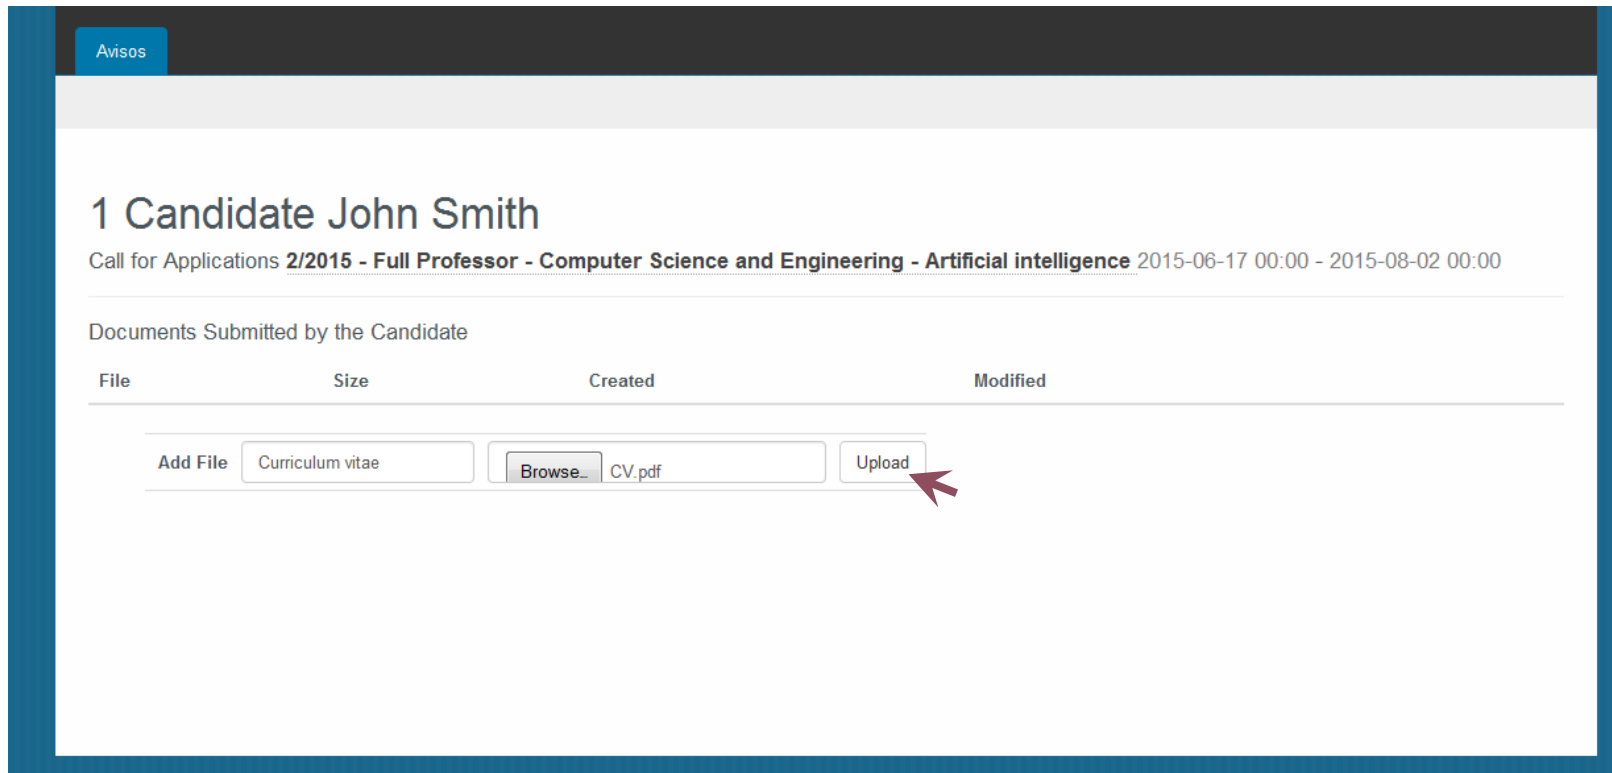 Avisos
1 Candidate John Smith
Call for Applications 2/2015 - Full Professor - Computer Science and Engineering - Artificial intelligence 2015-06-17 00:00 - 2015-08-02 00:00
Documents Submitted by the Candidate
File Size Created Modified
Add File Curriculum vitae Browse... CV.pdf Upload